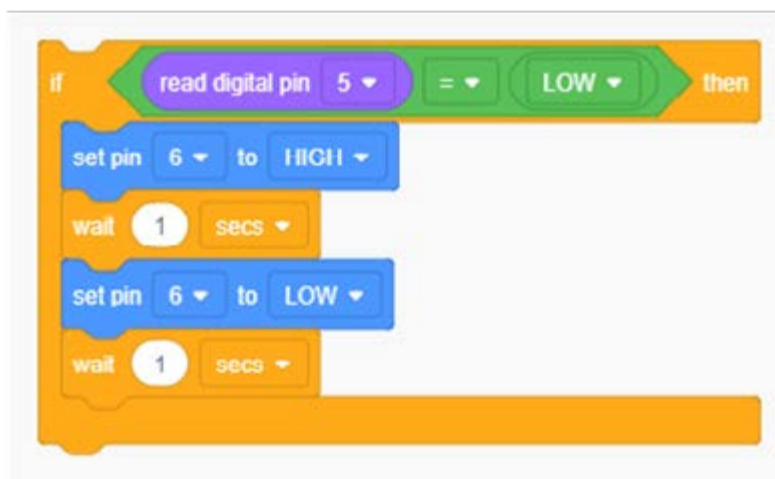 if read digital pin 5 = LOW then
set pin 6 to HIGH
wait 1 secs
set pin 6 to LOW
wait 1 secs